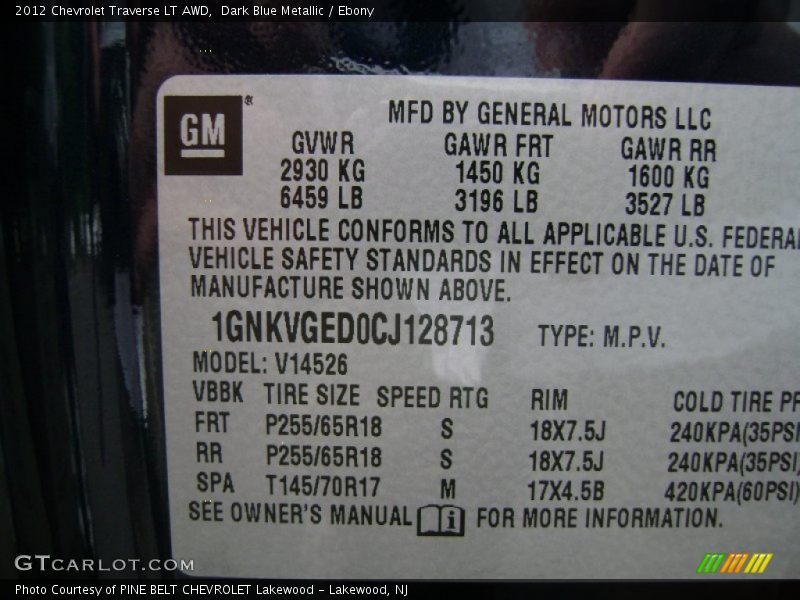 2012 Chevrolet Traverse LT AWD, Dark Blue Metallic / Ebony
GM®
MFD BY GENERAL MOTORS LLC
GVWR GAWR FRT GAWR RR
2930 KG 1450 KG 1600 KG
6459 LB 3196 LB 3527 LB
THIS VEHICLE CONFORMS TO ALL APPLICABLE U.S. FEDERAL
VEHICLE SAFETY STANDARDS IN EFFECT ON THE DATE OF
MANUFACTURE SHOWN ABOVE.
1GNKVGED0CJ128713 TYPE: M.P.V.
MODEL: V14526
VBBK TIRE SIZE SPEED RTG RIM COLD TIRE PR
FRT P255/65R18 S 18X7.5J 240KPA(35PSI
RR P255/65R18 S 18X7.5J 240KPA(35PSI)
SPA T145/70R17 M 17X4.5B 420KPA(60PSI)
SEE OWNER'S MANUAL i FOR MORE INFORMATION.
GTCARLOT.COM
Photo Courtesy of PINE BELT CHEVROLET Lakewood - Lakewood, NJ